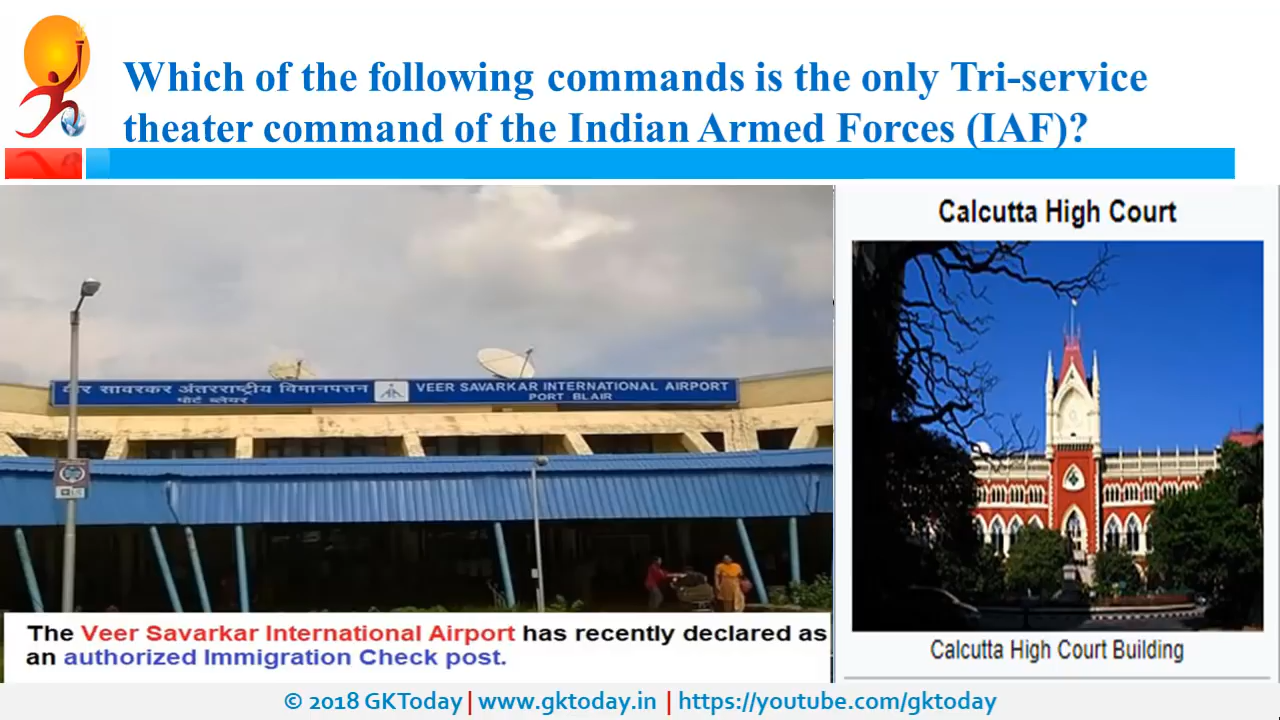 Which of the following commands is the only Tri-service
theater command of the Indian Armed Forces (IAF)?
वीर सावरकर अंतरराष्ट्रीय विमानपत्तन
पोर्ट ब्लेयर
VEER SAVARKAR INTERNATIONAL AIRPORT
PORT BLAIR
The Veer Savarkar International Airport has recently declared as
an authorized Immigration Check post.
Calcutta High Court
Calcutta High Court Building
© 2018 GKToday | www.gktoday.in | https://youtube.com/gktoday